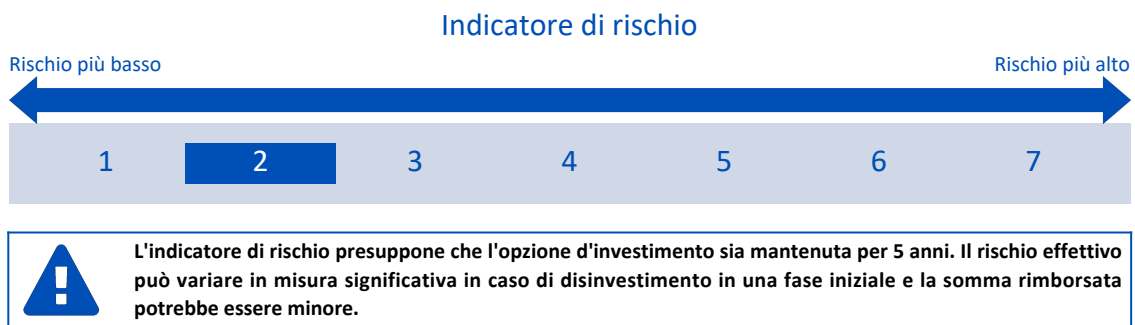 Indicatore di rischio
Rischio più basso
Rischio più alto
1 2 3 4 5 6 7
L'indicatore di rischio presuppone che l'opzione d'investimento sia mantenuta per 5 anni. Il rischio effettivo
può variare in misura significativa in caso di disinvestimento in una fase iniziale e la somma rimborsata
potrebbe essere minore.